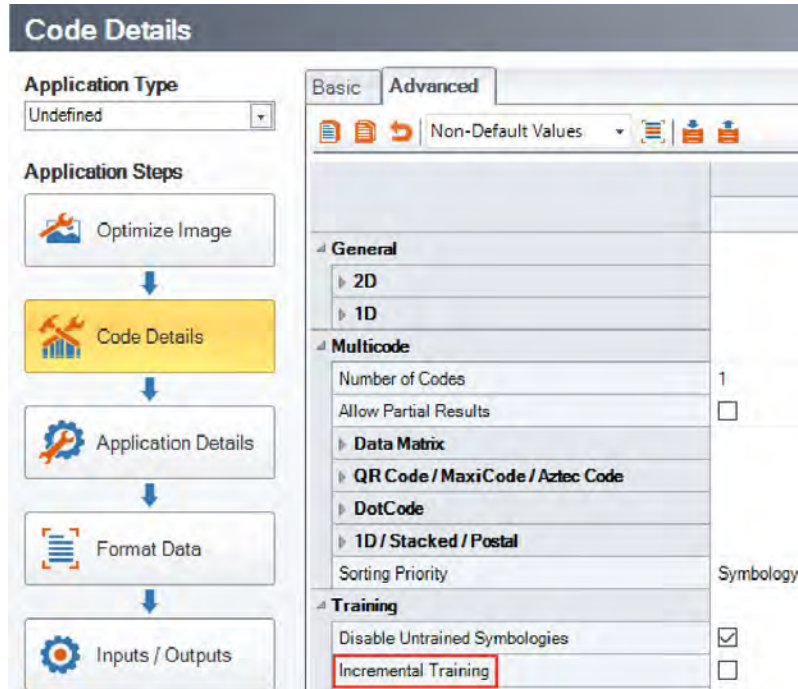 Code Details
Application Type
Undefined
Application Steps
Optimize Image
Code Details
Application Details
Format Data
Inputs / Outputs
Basic
Advanced
Non-Default Values
General
2D
1D
Multicode
Number of Codes 1
Allow Partial Results
Data Matrix
QR Code / MaxiCode / Aztec Code
DotCode
1D / Stacked / Postal
Sorting Priority Symbology
Training
Disable Untrained Symbologies
Incremental Training